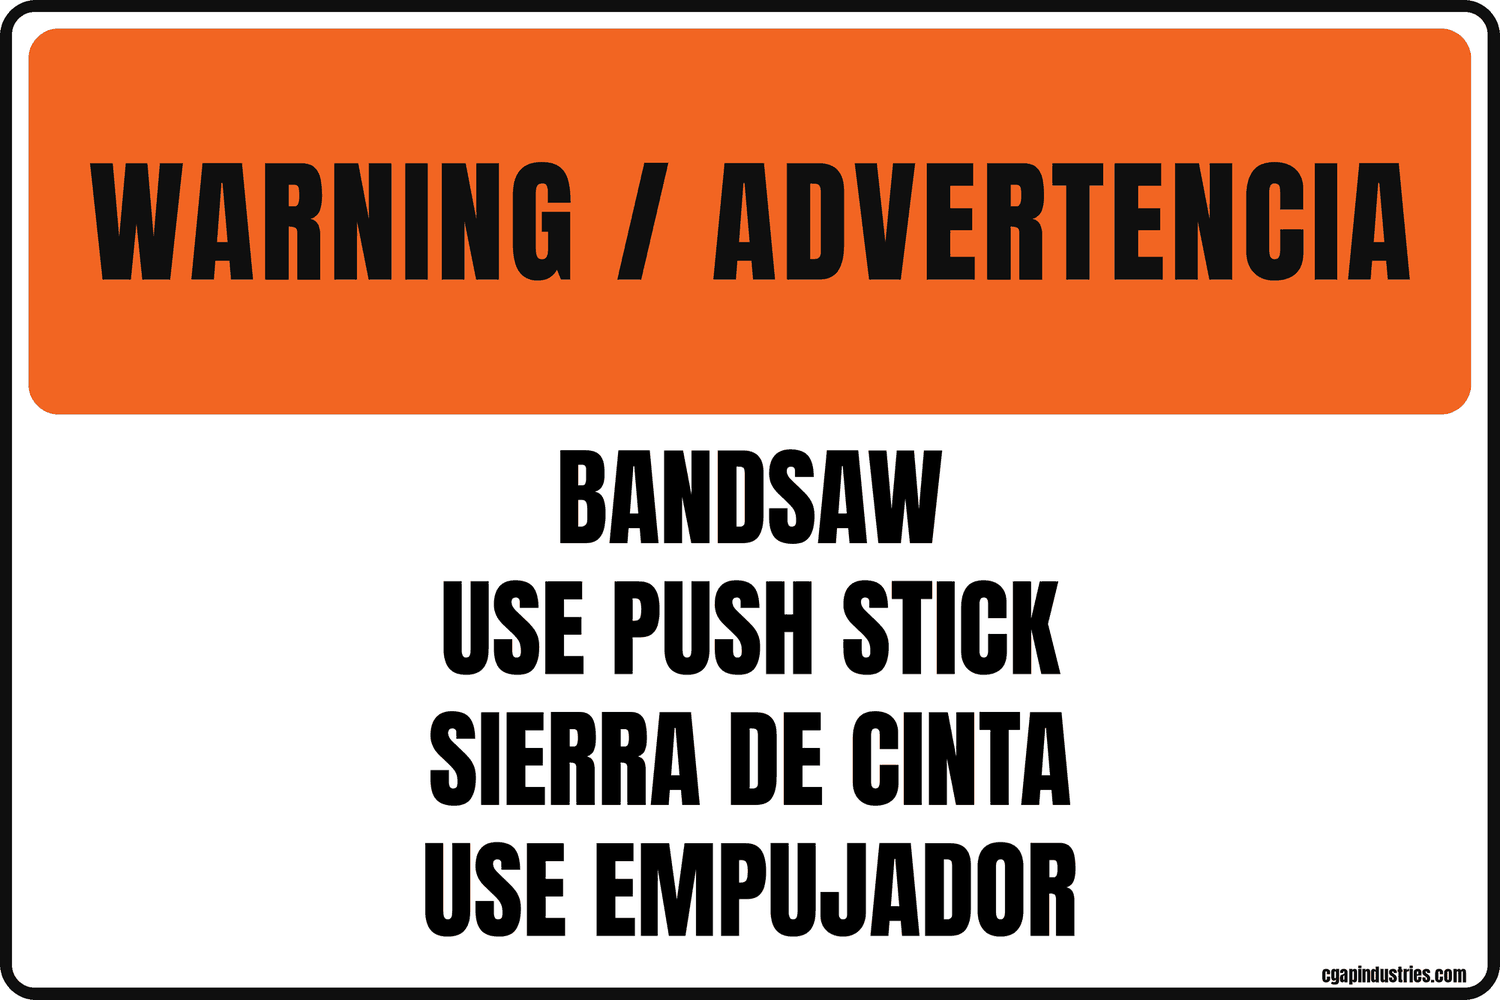 WARNING / ADVERTENCIA
BANDSAW
USE PUSH STICK
SIERRA DE CINTA
USE EMPUJADOR
cgapindustries.com